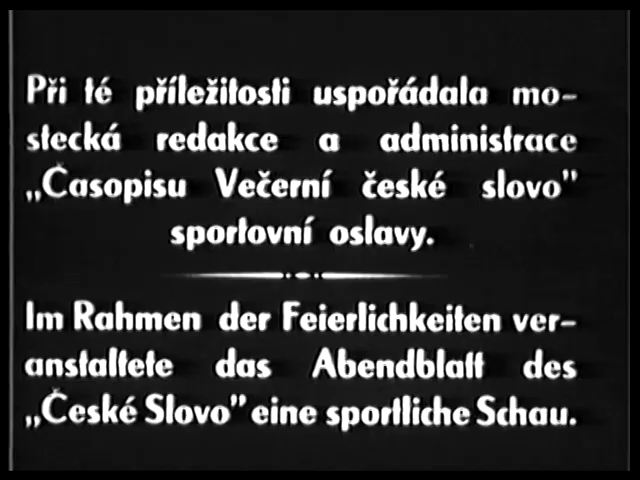 Při té příležitosti uspořádala mo-
stecká redakce a administrace
„Časopisu Večerní české slovo"
sportovní oslavy.
Im Rahmen der Feierlichkeiten ver-
anstaltete das Abendblatt des
„České Slovo" eine sportliche Schau.